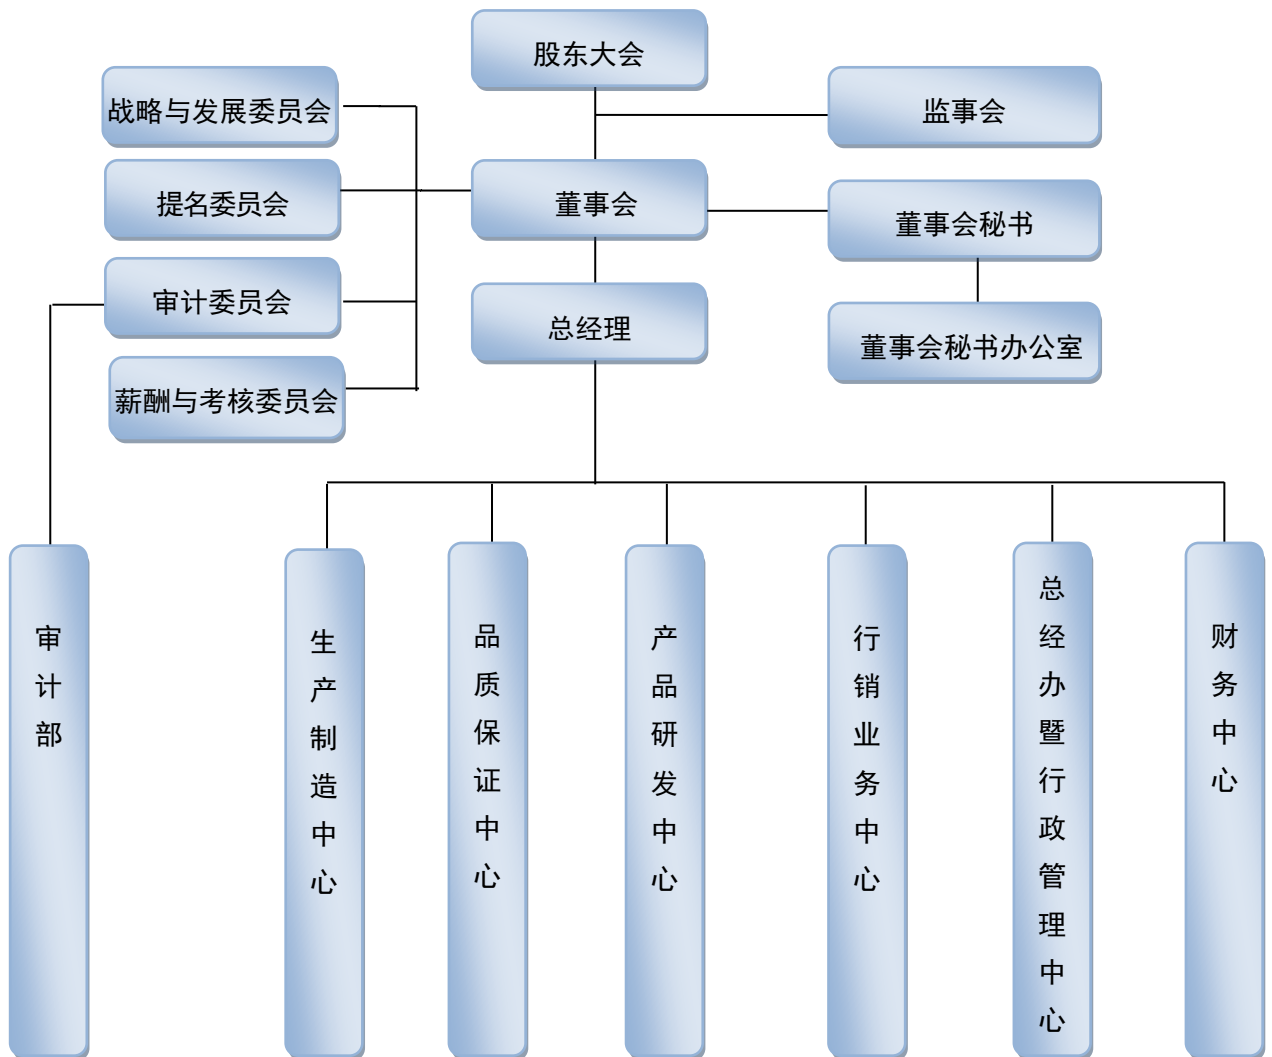 股东大会
战略与发展委员会
监事会
提名委员会
董事会
董事会秘书
审计委员会
总经理
董事会秘书办公室
薪酬与考核委员会
审计部
生产制造中心
品质保证中心
产品研发中心
行销业务中心
总经办暨行政管理中心
财务中心